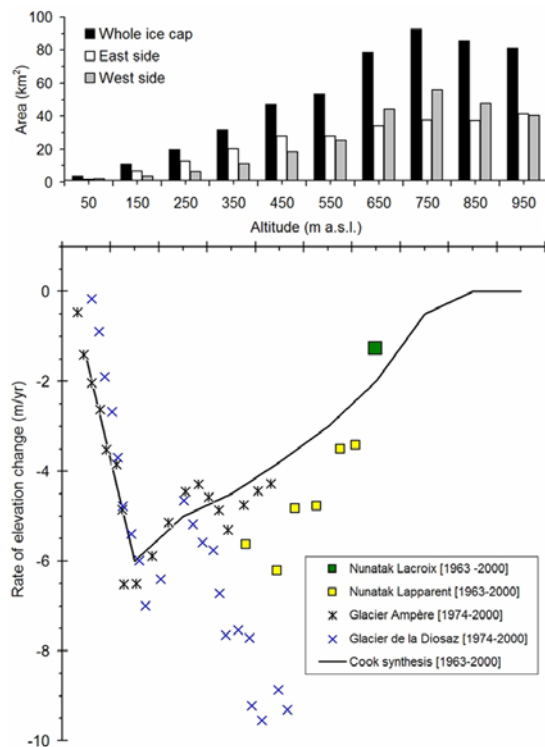 100
80
60
40
20
0
Area (km²)
Whole ice cap
East side
West side
50 150 250 350 450 550 650 750 850 950
Altitude (m a.s.l.)
0
-2
-4
-6
-8
-10
Rate of elevation change (m/yr)
Nunatak Lacroix [1963 -2000]
Nunatak Lapparent [1963-2000]
Glacier Ampère [1974-2000]
Glacier de la Diosaz [1974-2000]
Cook synthesis [1963-2000]